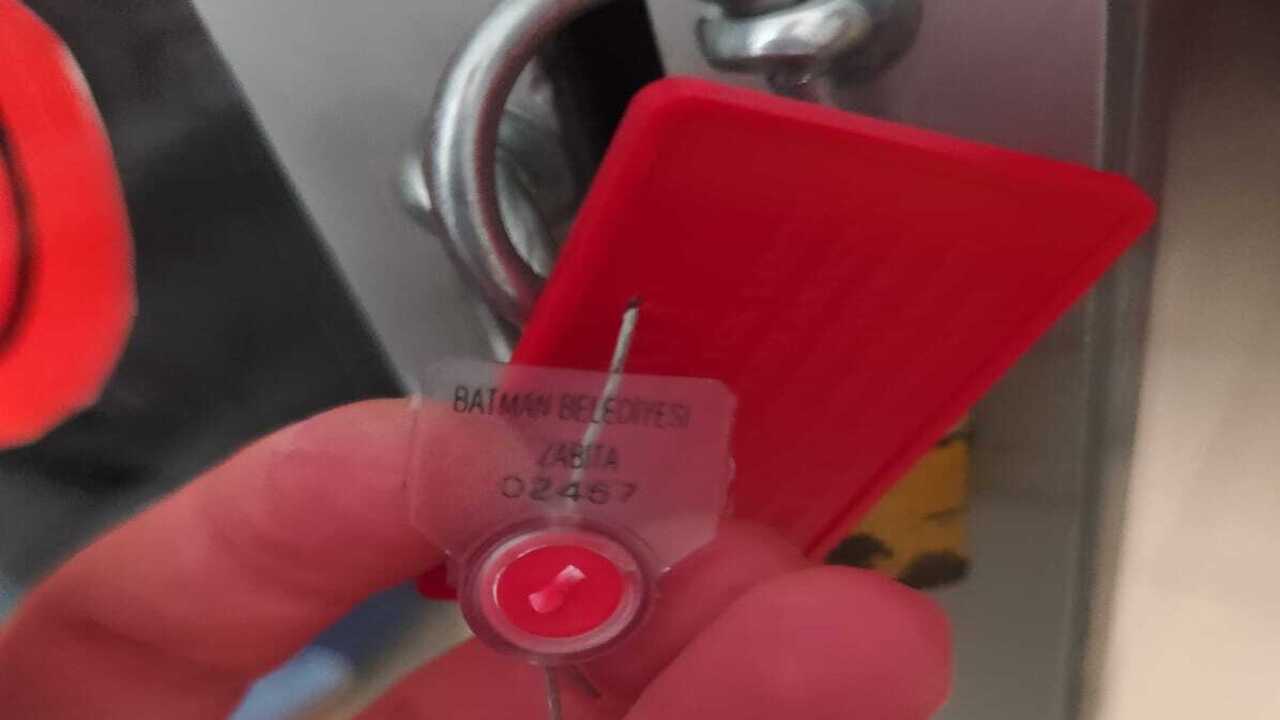 BATMAN BELEDİYESİ
ZABITA
02467